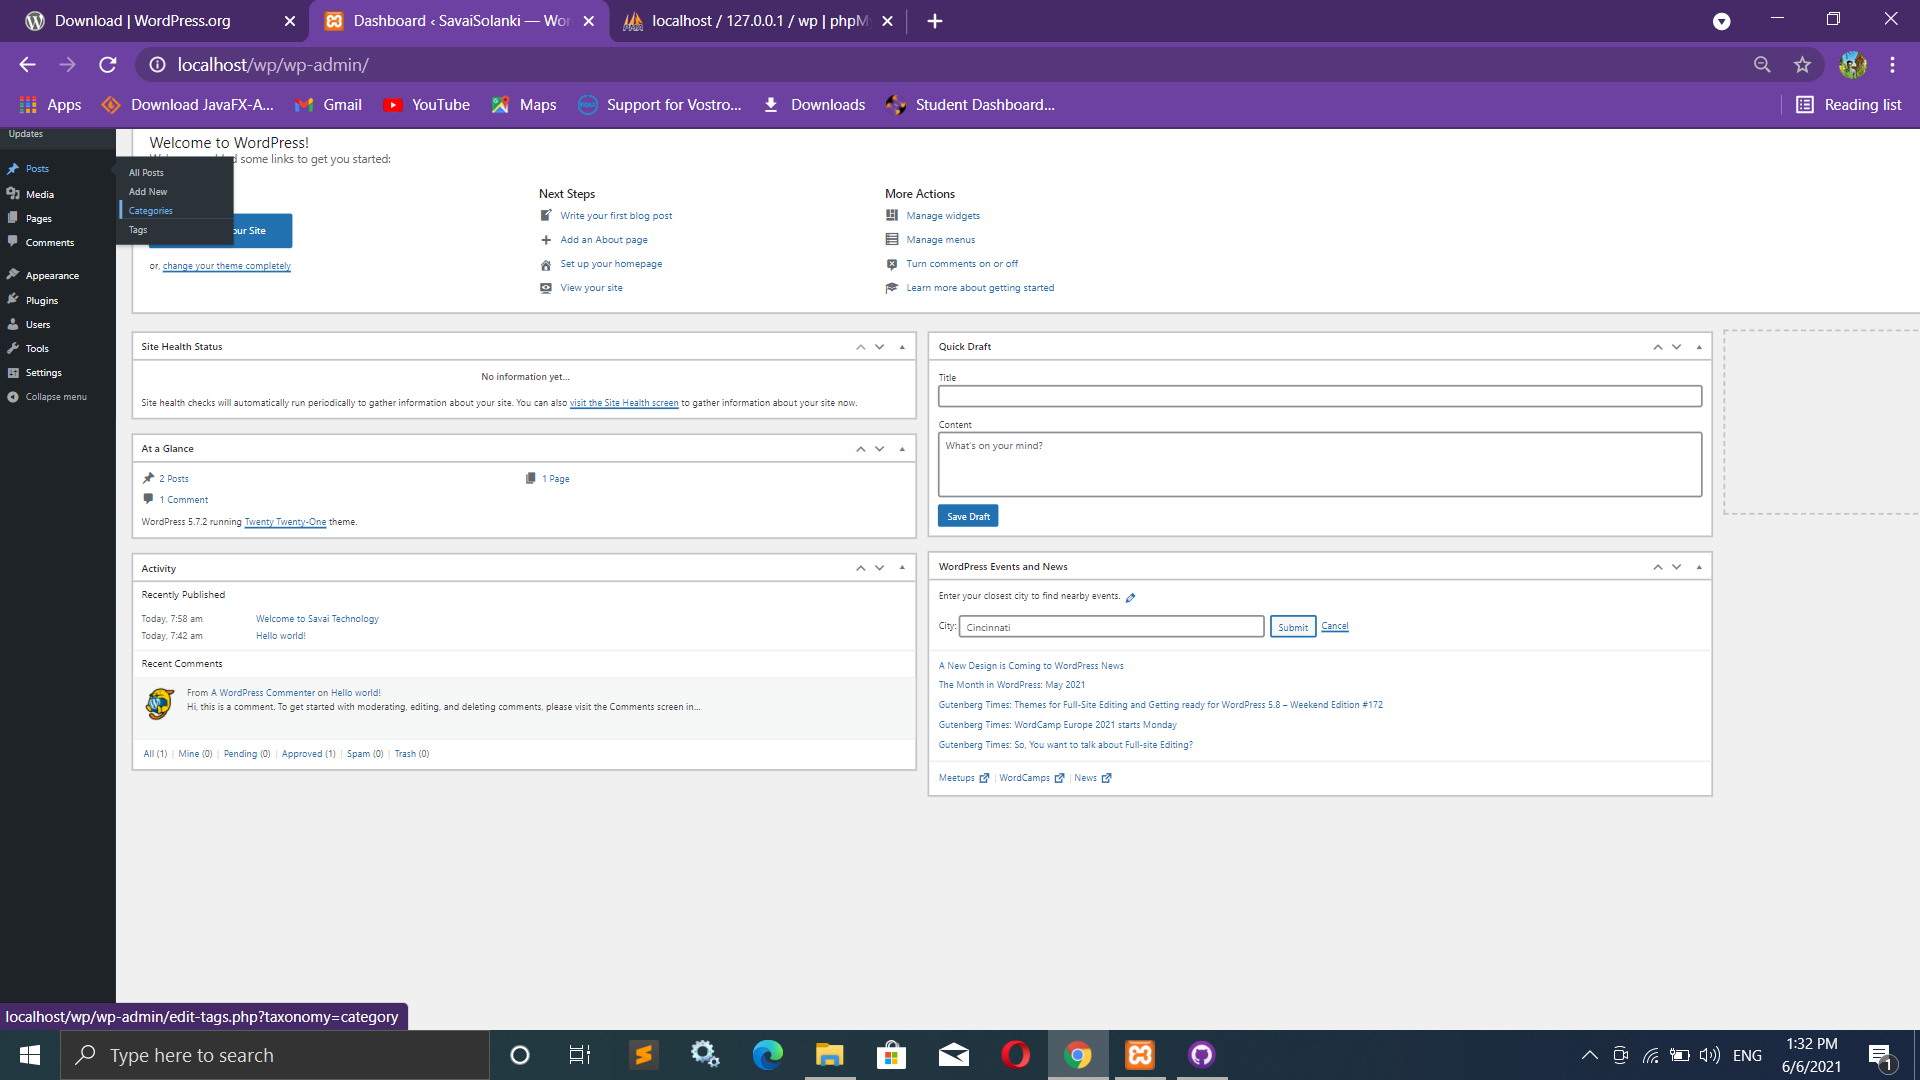 Download | WordPress.org
Dashboard ‹ SavaiSolanki — Wor
localhost / 127.0.0.1 / wp | phpMy
localhost/wp/wp-admin/
Apps
Download JavaFX-A...
Gmail
YouTube
Maps
Support for Vostro...
Downloads
Student Dashboard...
Reading list
Updates
Posts
Media
Pages
Comments
Appearance
Plugins
Users
Tools
Settings
Collapse menu
All Posts
Add New
Categories
Tags
Welcome to WordPress!
d some links to get you started:
our Site
or, change your theme completely
Next Steps
Write your first blog post
Add an About page
Set up your homepage
View your site
More Actions
Manage widgets
Manage menus
Turn comments on or off
Learn more about getting started
Site Health Status
No information yet...
Site health checks will automatically run periodically to gather information about your site. You can also visit the Site Health screen to gather information about your site now.
At a Glance
2 Posts
1 Page
1 Comment
WordPress 5.7.2 running Twenty Twenty-One theme.
Activity
Recently Published
Today, 7:58 am Welcome to Savai Technology
Today, 7:42 am Hello world!
Recent Comments
From A WordPress Commenter on Hello world!
Hi, this is a comment. To get started with moderating, editing, and deleting comments, please visit the Comments screen in...
All (1) | Mine (0) | Pending (0) | Approved (1) | Spam (0) | Trash (0)
Quick Draft
Title
Content
What's on your mind?
Save Draft
WordPress Events and News
Enter your closest city to find nearby events.
City: Cincinnati Submit Cancel
A New Design is Coming to WordPress News
The Month in WordPress: May 2021
Gutenberg Times: Themes for Full-Site Editing and Getting ready for WordPress 5.8 – Weekend Edition #172
Gutenberg Times: WordCamp Europe 2021 starts Monday
Gutenberg Times: So, You want to talk about Full-site Editing?
Meetups | WordCamps | News
localhost/wp/wp-admin/edit-tags.php?taxonomy=category
Type here to search
ENG
1:32 PM
6/6/2021
1